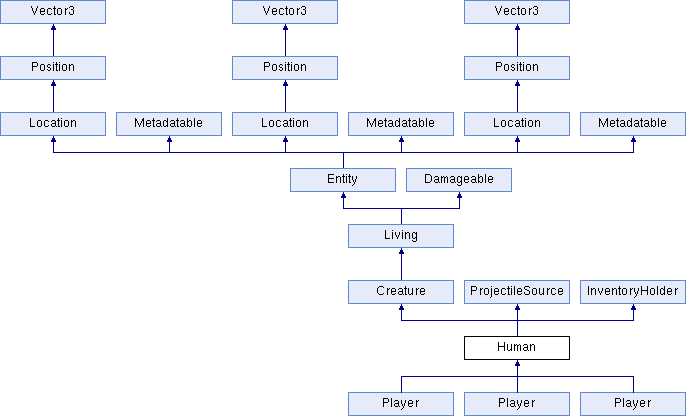 Vector3 Vector3 Vector3
Position Position Position
Location Metadatable Location Metadatable Location Metadatable
Entity Damageable
Living
Creature ProjectileSource InventoryHolder
Human
Player Player Player